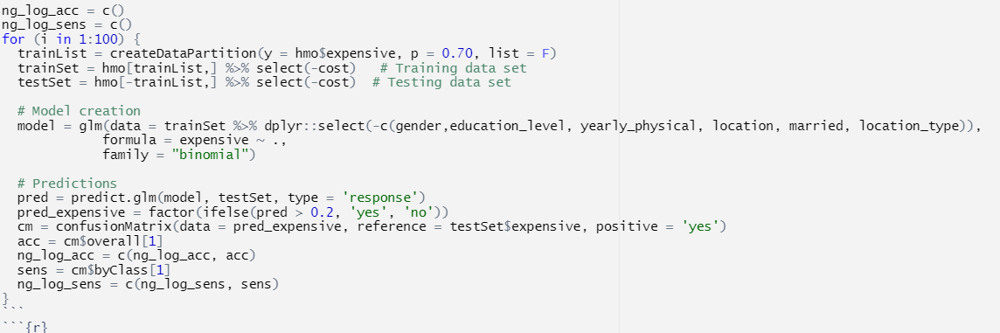 ng_log_acc = c()
ng_log_sens = c()
for (i in 1:100) {
  trainList = createDataPartition(y = hmo$expensive, p = 0.70, list = F)
  trainSet = hmo[trainList,] %>% select(-cost)   # Training data set
  testSet = hmo[-trainList,] %>% select(-cost)  # Testing data set

  # Model creation
  model = glm(data = trainSet %>% dplyr::select(-c(gender,education_level, yearly_physical, location, married, location_type)),
             formula = expensive ~ .,
             family = "binomial")

  # Predictions
  pred = predict.glm(model, testSet, type = 'response')
  pred_expensive = factor(ifelse(pred > 0.2, 'yes', 'no'))
  cm = confusionMatrix(data = pred_expensive, reference = testSet$expensive, positive = 'yes')
  acc = cm$overall[1]
  ng_log_acc = c(ng_log_acc, acc)
  sens = cm$byClass[1]
  ng_log_sens = c(ng_log_sens, sens)
}
```
```{r}